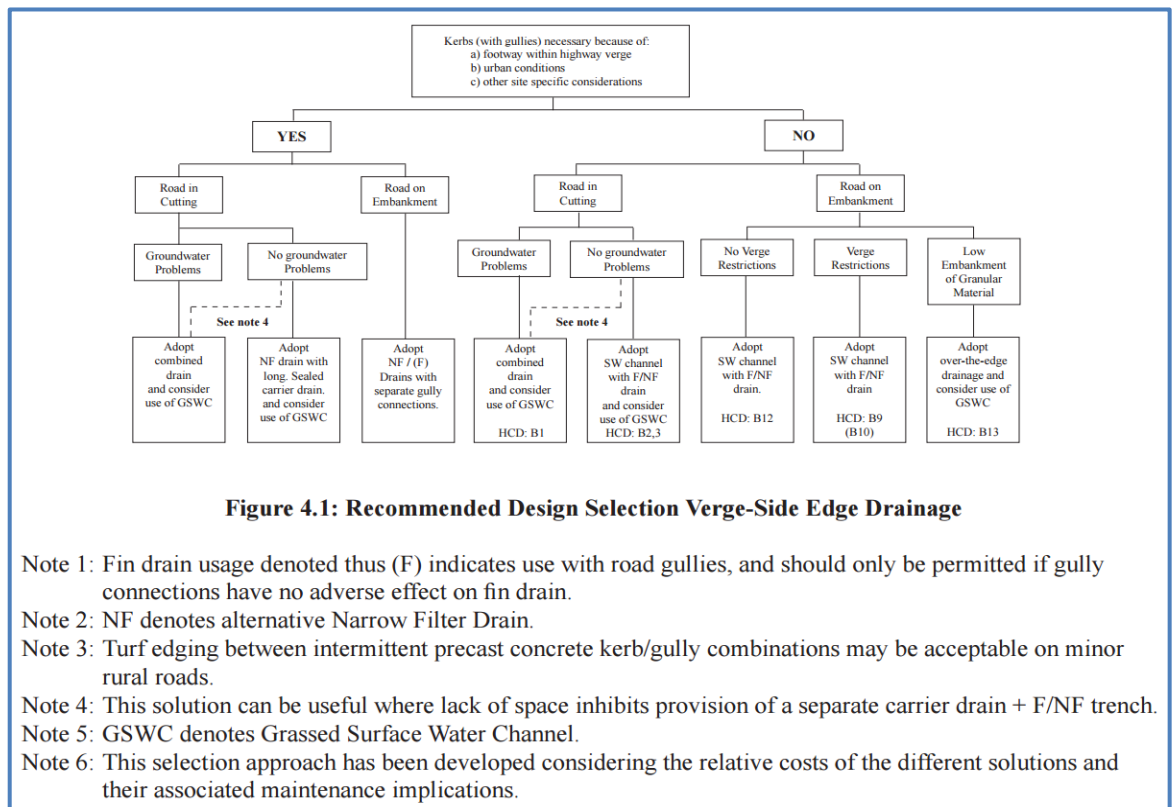 Kerbs (with gullies) necessary because of:
a) footway within highway verge
b) urban conditions
c) other site specific considerations
YES
NO
Road in
Cutting
Road on
Embankment
Road in
Cutting
Road on
Embankment
Groundwater
Problems
No groundwater
Problems
Groundwater
Problems
No groundwater
Problems
No Verge
Restrictions
Verge
Restrictions
Low
Embankment
of Granular
Material
See note 4
See note 4
Adopt
combined
drain
and consider
use of GSWC
Adopt
NF drain with
long. Sealed
carrier drain.
and consider
use of GSWC
Adopt
NF / (F)
Drains with
separate gully
connections.
Adopt
combined
drain
and consider
use of GSWC
HCD: B1
Adopt
SW channel
with F/NF
drain
and consider
use of GSWC
HCD: B2,3
Adopt
SW channel
with F/NF
drain.
HCD: B12
Adopt
SW channel
with F/NF
drain
HCD: B9
(B10)
Adopt
over-the-edge
drainage and
consider use of
GSWC
HCD: B13
Figure 4.1: Recommended Design Selection Verge-Side Edge Drainage
Note 1: Fin drain usage denoted thus (F) indicates use with road gullies, and should only be permitted if gully
connections have no adverse effect on fin drain.
Note 2: NF denotes alternative Narrow Filter Drain.
Note 3: Turf edging between intermittent precast concrete kerb/gully combinations may be acceptable on minor
rural roads.
Note 4: This solution can be useful where lack of space inhibits provision of a separate carrier drain + F/NF trench.
Note 5: GSWC denotes Grassed Surface Water Channel.
Note 6: This selection approach has been developed considering the relative costs of the different solutions and
their associated maintenance implications.